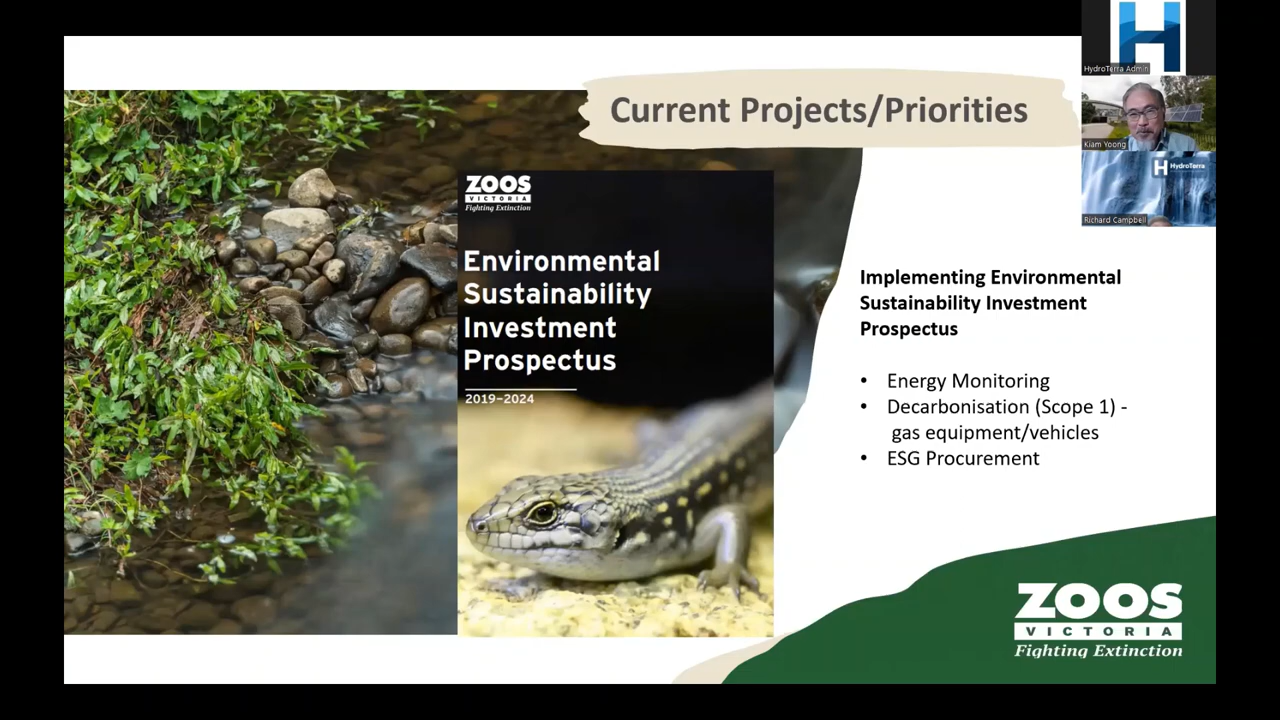 Current Projects/Priorities
HydroTerra Admin
Kiam Yoong
HydroTerra
Richard Campbell
ZOOS
VICTORIA
Fighting Extinction
Environmental
Sustainability
Investment
Prospectus
2019–2024
Implementing Environmental
Sustainability Investment
Prospectus
• Energy Monitoring
• Decarbonisation (Scope 1) -
gas equipment/vehicles
• ESG Procurement
ZOOS
VICTORIA
Fighting Extinction